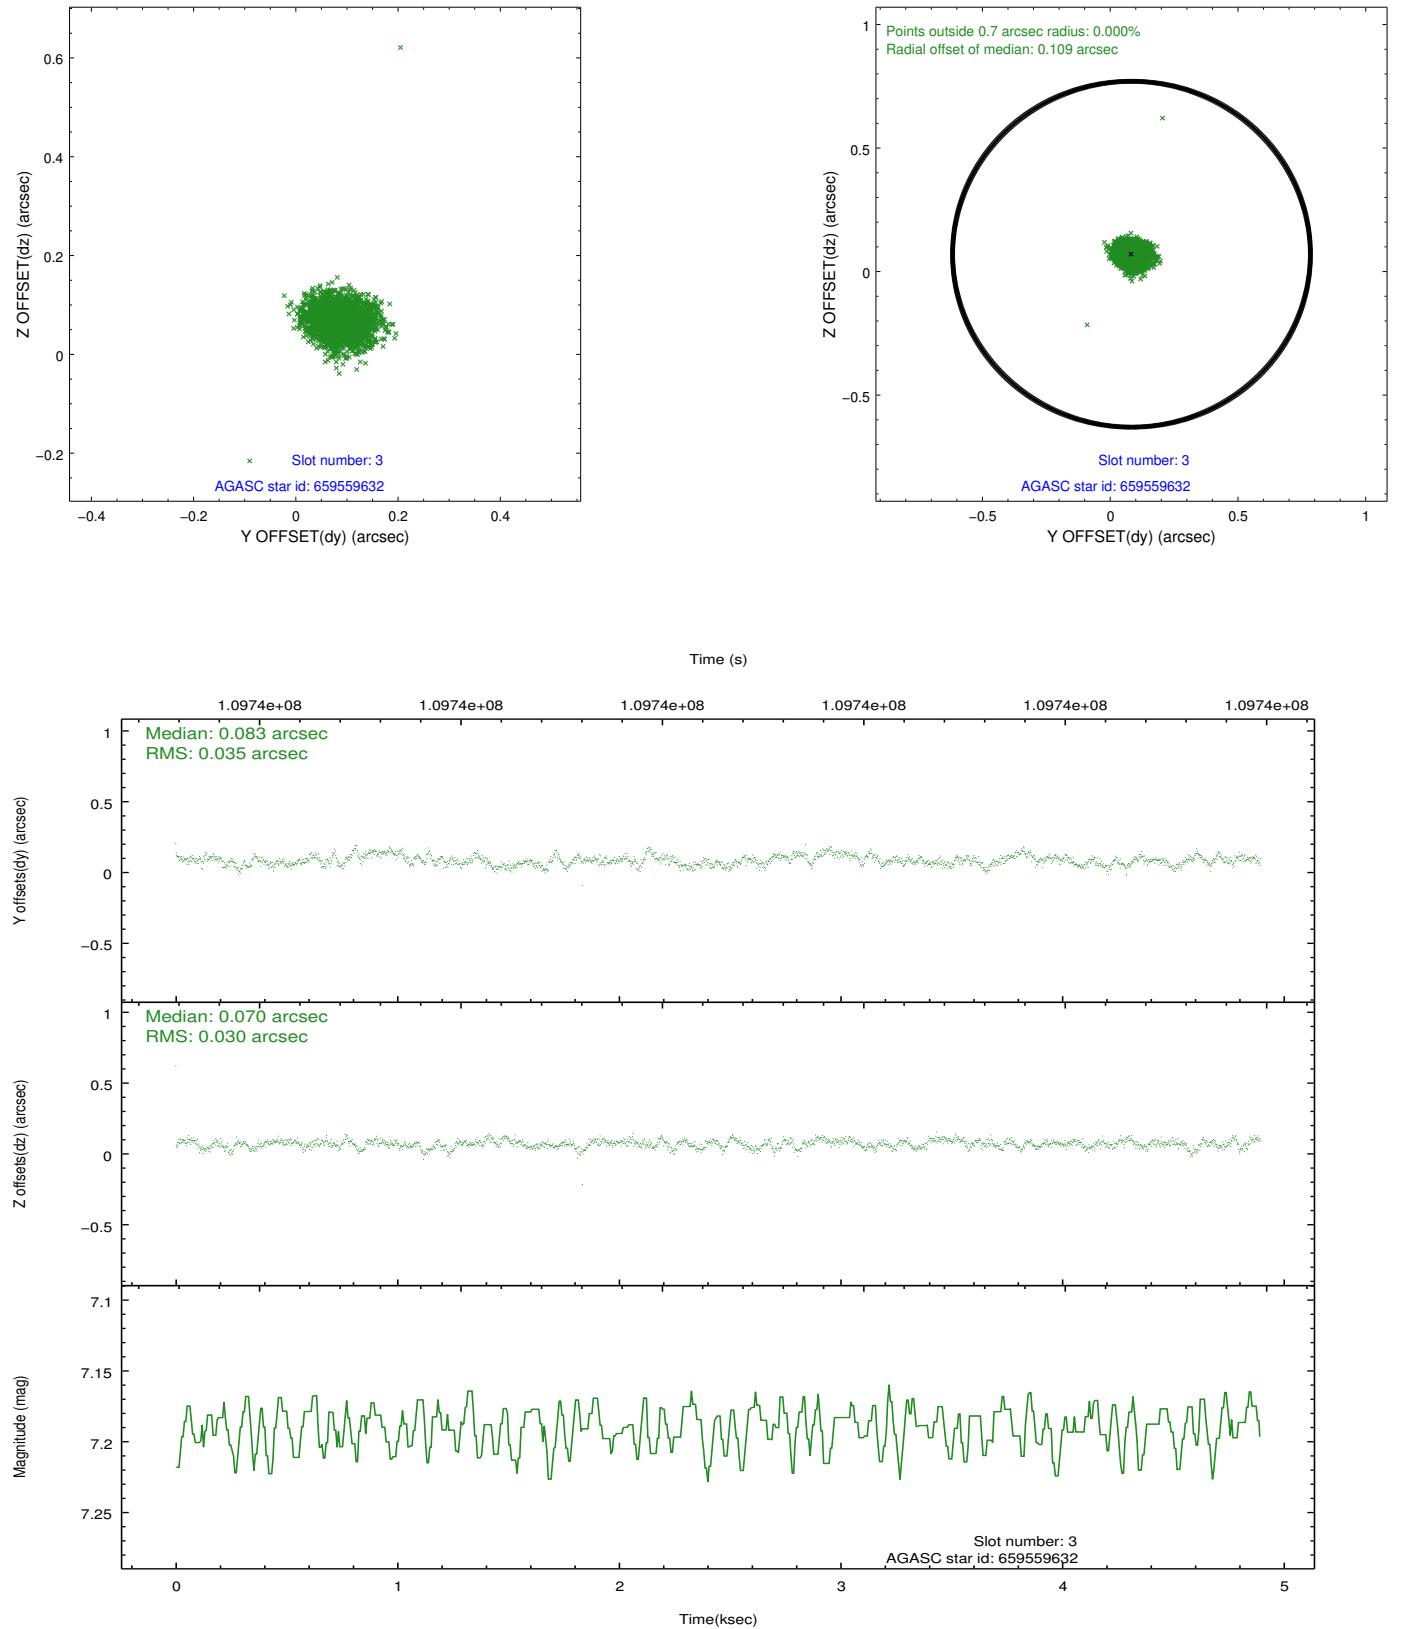 0.6
0.4
0.2
0
−0.2
Z OFFSET(dz) (arcsec)
Slot number: 3
AGASC star id: 659559632
−0.4 −0.2 0 0.2 0.4
Y OFFSET(dy) (arcsec)
Points outside 0.7 arcsec radius: 0.000%
Radial offset of median: 0.109 arcsec
1
0.5
0
−0.5
Z OFFSET(dz) (arcsec)
Slot number: 3
AGASC star id: 659559632
−0.5 0 0.5 1
Y OFFSET(dy) (arcsec)
Time (s)
1.0974e+08 1.0974e+08 1.0974e+08 1.0974e+08 1.0974e+08 1.0974e+08
Median: 0.083 arcsec
RMS: 0.035 arcsec
1
0.5
0
−0.5
Y offsets(dy) (arcsec)
Median: 0.070 arcsec
RMS: 0.030 arcsec
1
0.5
0
−0.5
Z offsets(dz) (arcsec)
7.1
7.15
7.2
7.25
Magnitude (mag)
Slot number: 3
AGASC star id: 659559632
0 1 2 3 4 5
Time(ksec)